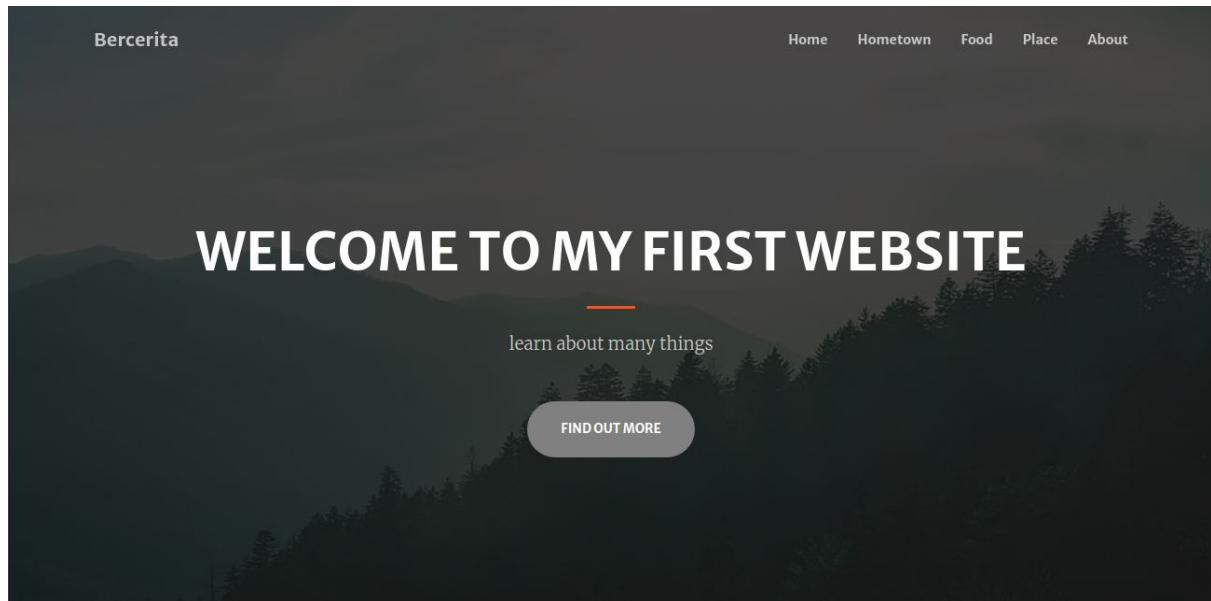 Bercerita
Home Hometown Food Place About
WELCOME TO MY FIRST WEBSITE
learn about many things
FIND OUT MORE